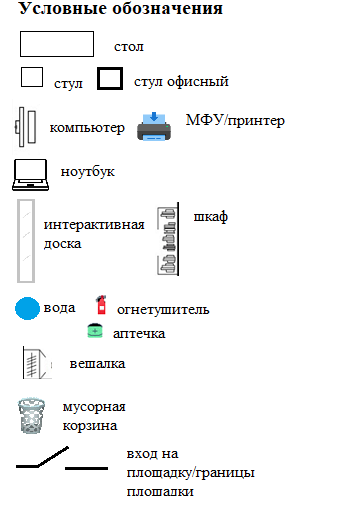 Условные обозначения
стол
стул
стул офисный
компьютер
МФУ/принтер
ноутбук
интерактивная
доска
шкаф
вода
огнетушитель
аптечка
вешалка
мусорная
корзина
вход на
площадку/границы
площадки